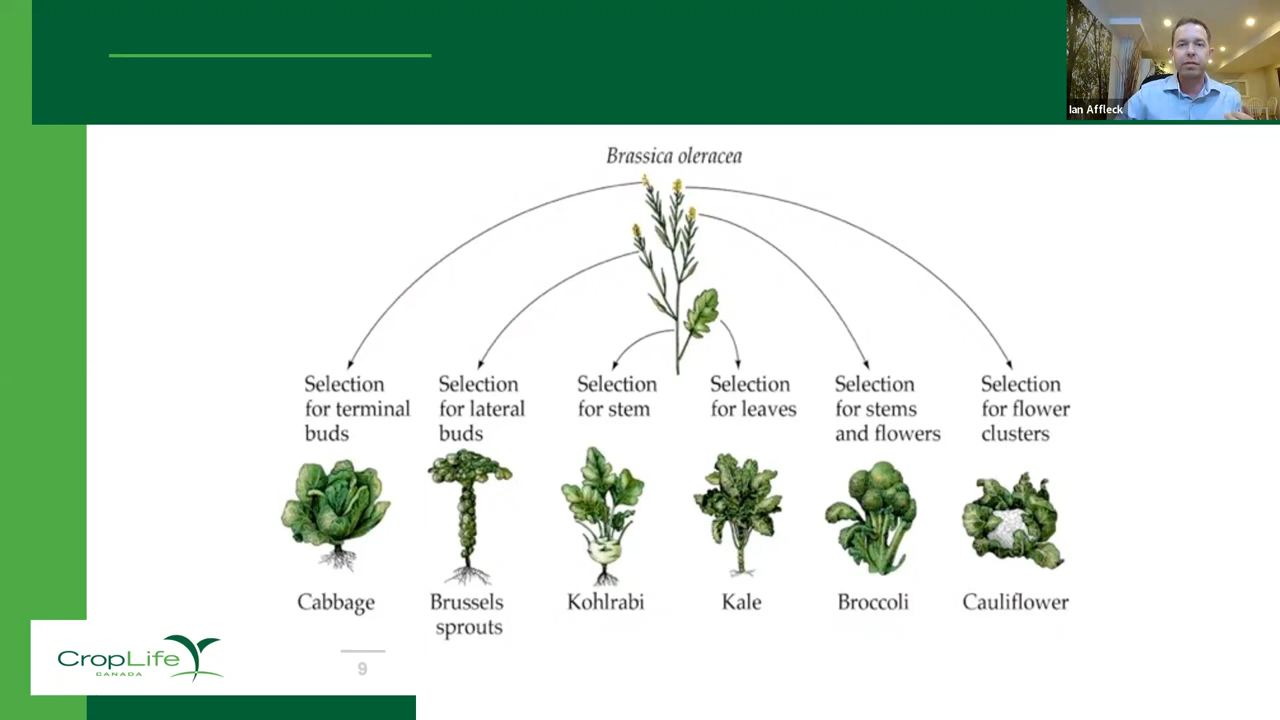 Ian Affleck
Brassica oleracea
Selection
for terminal
buds
Selection
for lateral
buds
Selection
for stem
Selection
for leaves
Selection
for stems
and flowers
Selection
for flower
clusters
Cabbage
Brussels
sprouts
Kohlrabi
Kale
Broccoli
Cauliflower
CropLife
CANADA
9